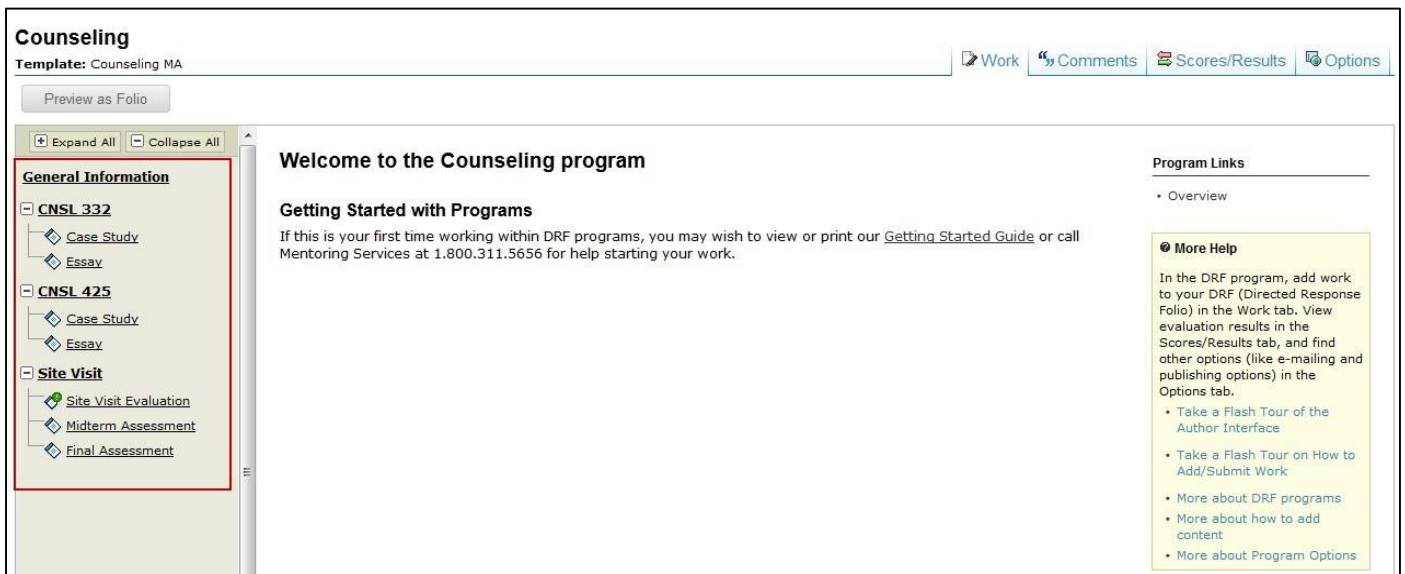 Counseling
Template: Counseling MA
Work
Comments
Scores/Results
Options
Preview as Folio
Expand All
Collapse All
General Information
CNSL 332
Case Study
Essay
CNSL 425
Case Study
Essay
Site Visit
Site Visit Evaluation
Midterm Assessment
Final Assessment
Welcome to the Counseling program
Getting Started with Programs
If this is your first time working within DRF programs, you may wish to view or print our Getting Started Guide or call
Mentoring Services at 1.800.311.5656 for help starting your work.
Program Links
• Overview
More Help
In the DRF program, add work
to your DRF (Directed Response
Folio) in the Work tab. View
evaluation results in the
Scores/Results tab, and find
other options (like e-mailing and
publishing options) in the
Options tab.
• Take a Flash Tour of the
Author Interface
• Take a Flash Tour on How to
Add/Submit Work
• More about DRF programs
• More about how to add
content
• More about Program Options